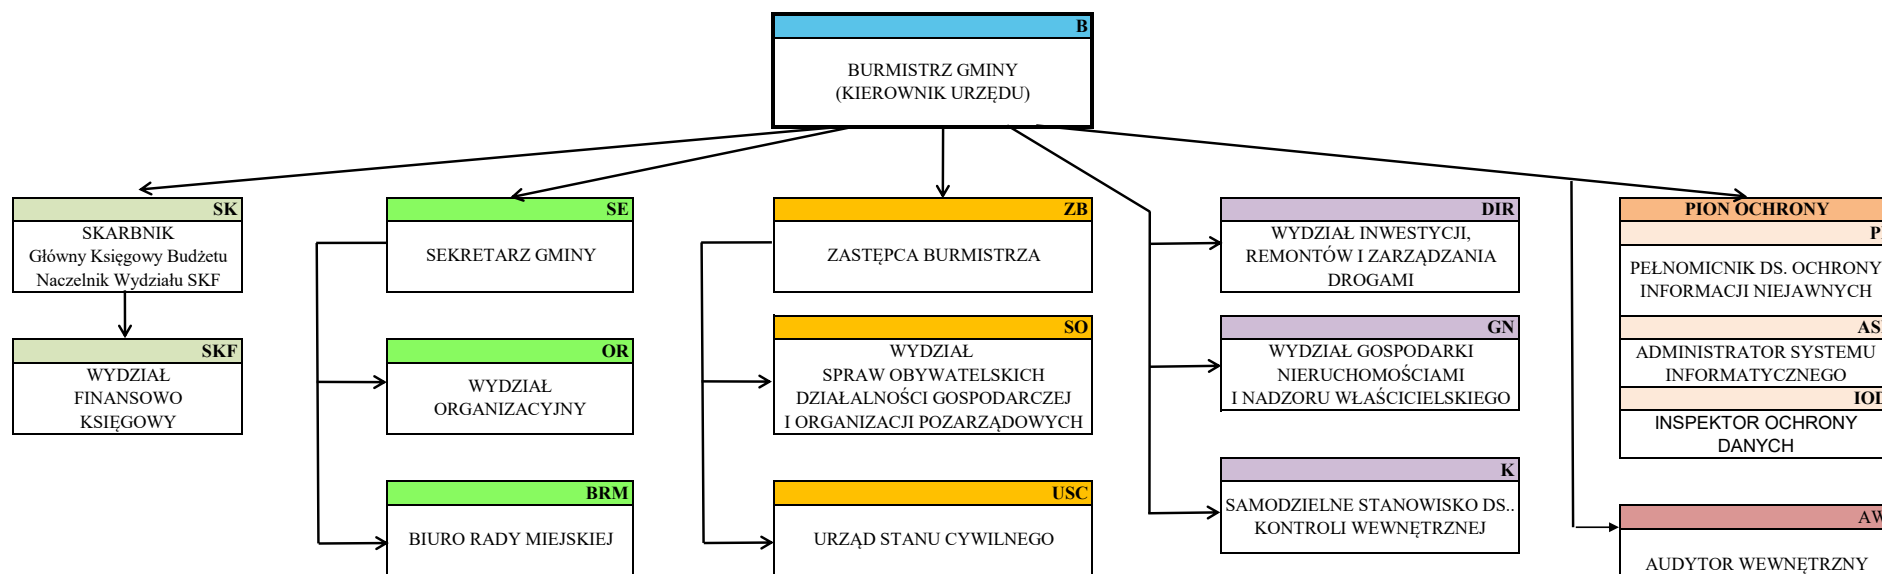 B
BURMISTRZ GMINY
(KIEROWNIK URZĘDU)
SK
SKARBNIK
Główny Księgowy Budżetu
Naczelnik Wydziału SKF
SKF
WYDZIAŁ
FINANSOWO
KSIĘGOWY
SE
SEKRETARZ GMINY
OR
WYDZIAŁ
ORGANIZACYJNY
BRM
BIURO RADY MIEJSKIEJ
ZB
ZASTĘPCA BURMISTRZA
SO
WYDZIAŁ
SPRAW OBYWATELSKICH
DZIAŁALNOŚCI GOSPODARCZEJ
I ORGANIZACJI POZARZĄDOWYCH
USC
URZĄD STANU CYWILNEGO
DIR
WYDZIAŁ INWESTYCJI,
REMONTÓW I ZARZĄDZANIA
DROGAMI
GN
WYDZIAŁ GOSPODARKI
NIERUCHOMOŚCIAMI
I NADZORU WŁAŚCICIELSKIEGO
K
SAMODZIELNE STANOWISKO DS..
KONTROLI WEWNĘTRZNEJ
PION OCHRONY
PEŁNOMICNIK DS. OCHRONY
INFORMACJI NIEJAWNYCH
ADMINISTRATOR SYSTEMU
INFORMATYCZNEGO
IOD
INSPEKTOR OCHRONY
DANYCH
AW
AUDYTOR WEWNĘTRZNY